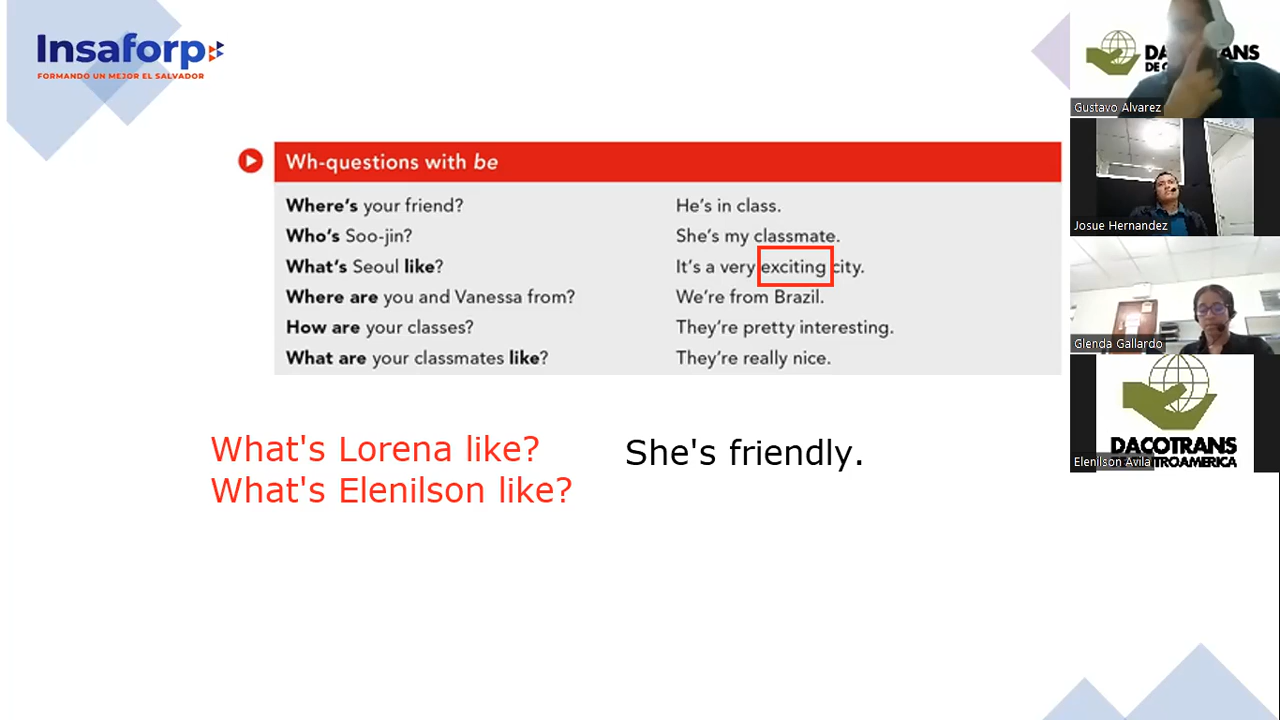 Insaforp
FORMANDO UN MEJOR EL SALVADOR
Wh-questions with be
Where's your friend? He's in class.
Who's Soo-jin? She's my classmate.
What's Seoul like? It's a very exciting city.
Where are you and Vanessa from? We're from Brazil.
How are your classes? They're pretty interesting.
What are your classmates like? They're really nice.
What's Lorena like? She's friendly.
What's Elenilson like?
Gustavo Alvarez
Josue Hernandez
Glenda Gallardo
DACOTRANS
Elenilson Avila